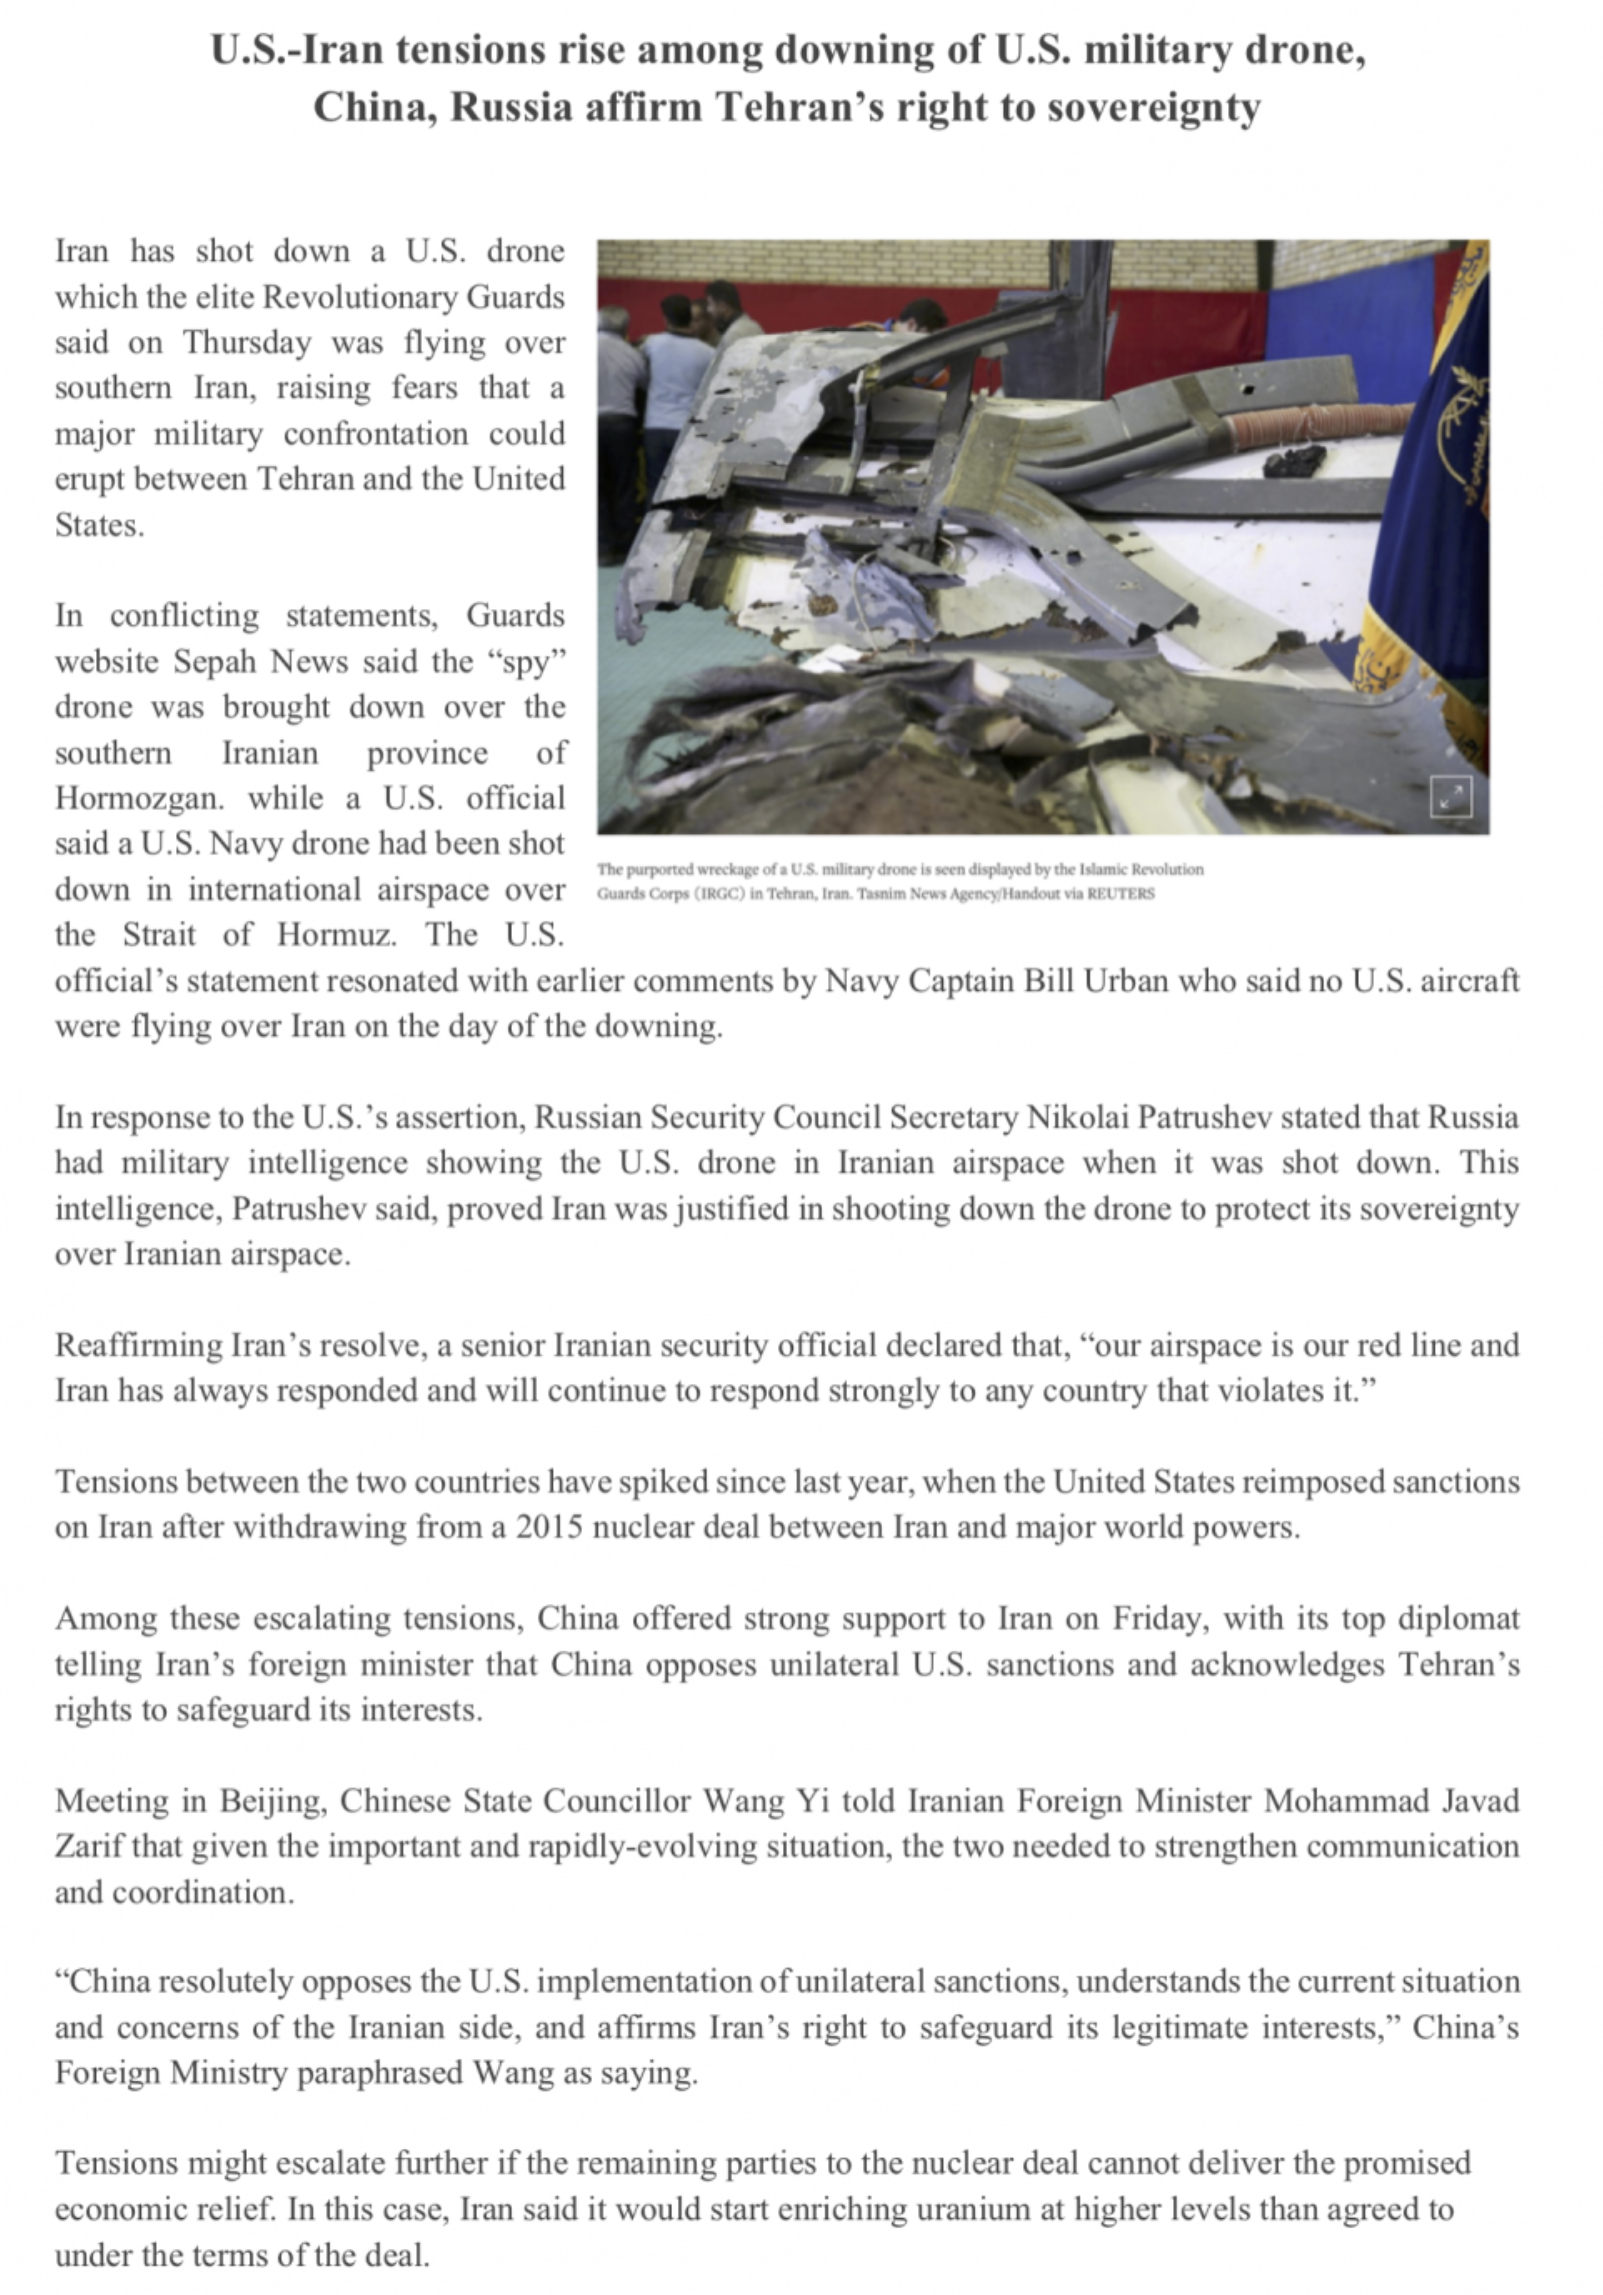 U.S.-Iran tensions rise among downing of U.S. military drone,
China, Russia affirm Tehran’s right to sovereignty
Iran has shot down a U.S. drone
which the elite Revolutionary Guards
said on Thursday was flying over
southern Iran, raising fears that a
major military confrontation could
erupt between Tehran and the United
States.
In conflicting statements, Guards
website Sepah News said the “spy”
drone was brought down over the
southern Iranian province of
Hormozgan. while a U.S. official
said a U.S. Navy drone had been shot
down in international airspace over
the Strait of Hormuz. The U.S.
The purported wreckage of a U.S. military drone is seen displayed by the Islamic Revolution
Guards Corps (IRGC) in Tehran, Iran. Tasnim News Agency/Handout via REUTERS
official’s statement resonated with earlier comments by Navy Captain Bill Urban who said no U.S. aircraft
were flying over Iran on the day of the downing.
In response to the U.S.’s assertion, Russian Security Council Secretary Nikolai Patrushev stated that Russia
had military intelligence showing the U.S. drone in Iranian airspace when it was shot down. This
intelligence, Patrushev said, proved Iran was justified in shooting down the drone to protect its sovereignty
over Iranian airspace.
Reaffirming Iran’s resolve, a senior Iranian security official declared that, “our airspace is our red line and
Iran has always responded and will continue to respond strongly to any country that violates it.”
Tensions between the two countries have spiked since last year, when the United States reimposed sanctions
on Iran after withdrawing from a 2015 nuclear deal between Iran and major world powers.
Among these escalating tensions, China offered strong support to Iran on Friday, with its top diplomat
telling Iran’s foreign minister that China opposes unilateral U.S. sanctions and acknowledges Tehran’s
rights to safeguard its interests.
Meeting in Beijing, Chinese State Councillor Wang Yi told Iranian Foreign Minister Mohammad Javad
Zarif that given the important and rapidly-evolving situation, the two needed to strengthen communication
and coordination.
“China resolutely opposes the U.S. implementation of unilateral sanctions, understands the current situation
and concerns of the Iranian side, and affirms Iran’s right to safeguard its legitimate interests,” China’s
Foreign Ministry paraphrased Wang as saying.
Tensions might escalate further if the remaining parties to the nuclear deal cannot deliver the promised
economic relief. In this case, Iran said it would start enriching uranium at higher levels than agreed to
under the terms of the deal.